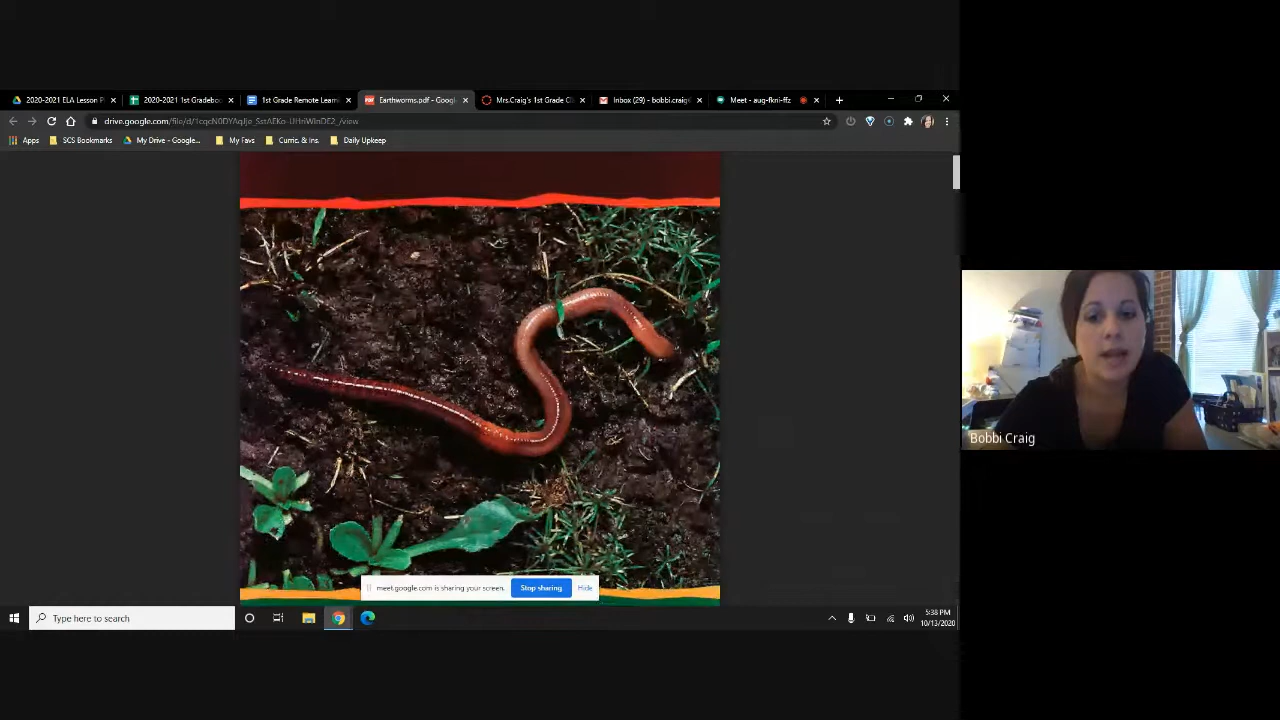 2020-2021 ELA Lesson P
2020-2021 1st Gradeboo
1st Grade Remote Learn
Earthworms.pdf - Googl
Mrs.Craig's 1st Grade Cl
Inbox (29) - bobbi.craig
Meet - aug-fkni-ffz
Apps
SCS Bookmarks
My Drive - Google...
My Favs
Curric. & Ins.
Daily Upkeep
Bobbi Craig
meet.google.com is sharing your screen.
Stop sharing
Hide
Type here to search
5:38 PM
10/13/2020